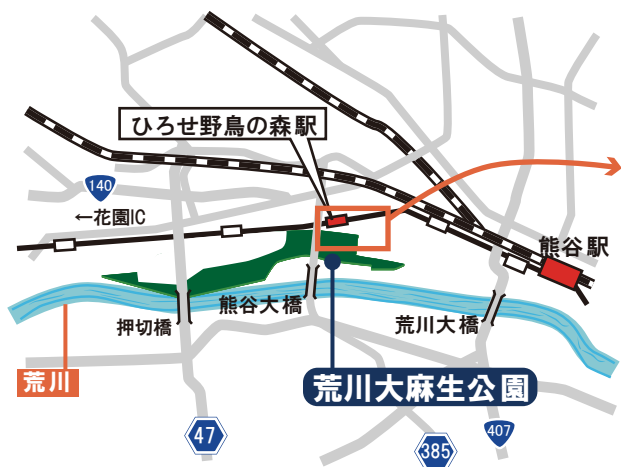 ひろせ野鳥の森駅
140
←花園IC
熊谷駅
熊谷大橋
押切橋
荒川大橋
荒川
荒川大麻生公園
47
407
385